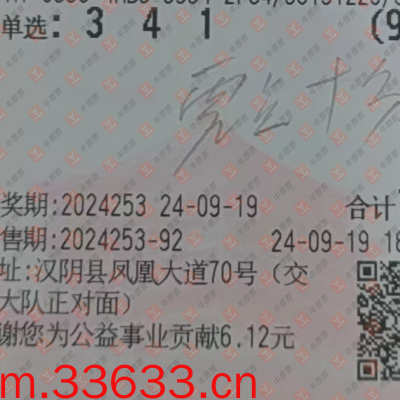 单选: 3 4 1 (9
奖期:2024253 24-09-19 合计
售期:2024253-92 24-09-19 18
址:汉阴县凤凰大道70号（交
大队正对面）
谢您为公益事业贡献6.12元
m.33633.cn